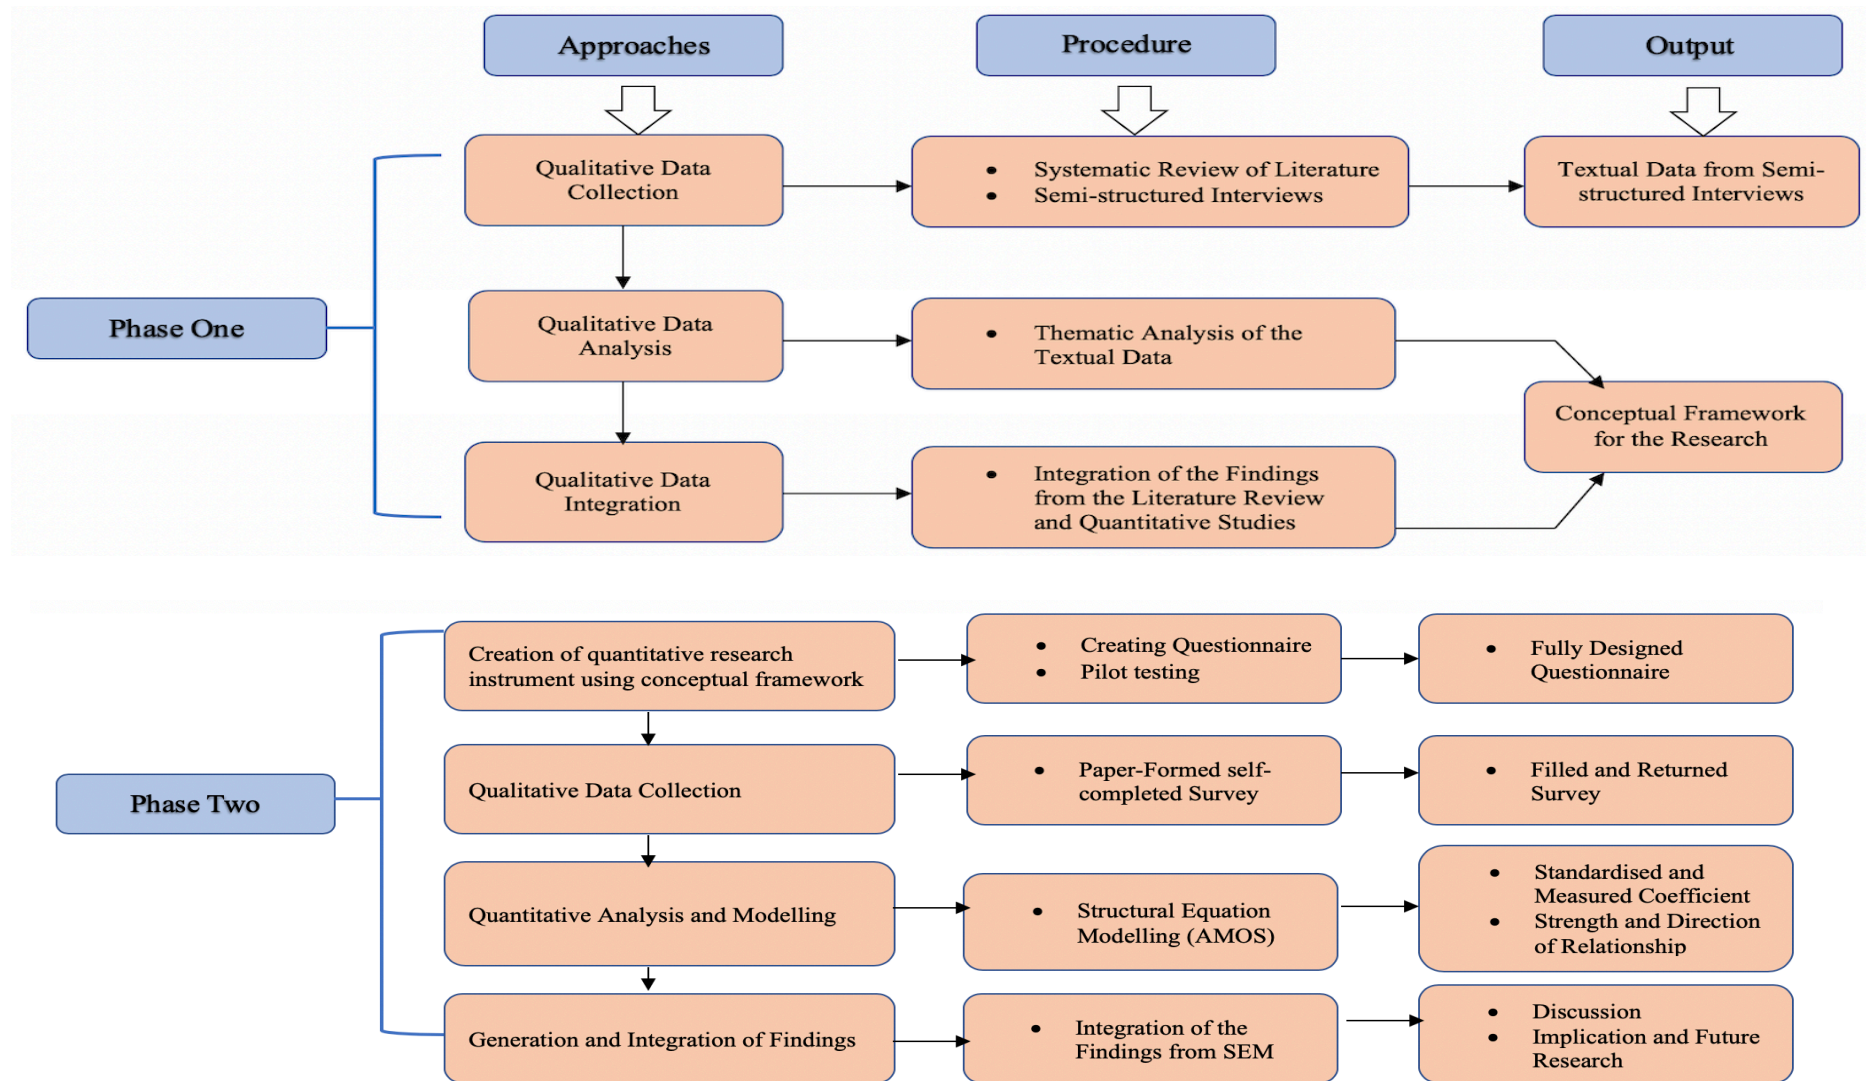 Approaches
Procedure
Output
Qualitative Data
Collection
• Systematic Review of Literature
• Semi-structured Interviews
Textual Data from Semi-
structured Interviews
Phase One
Qualitative Data
Analysis
• Thematic Analysis of the
Textual Data
Conceptual Framework
for the Research
Qualitative Data
Integration
• Integration of the Findings
from the Literature Review
and Quantitative Studies
Phase Two
Creation of quantitative research
instrument using conceptual framework
• Creating Questionnaire
• Pilot testing
• Fully Designed
Questionnaire
Qualitative Data Collection
• Paper-Formed self-
completed Survey
• Filled and Returned
Survey
Quantitative Analysis and Modelling
• Structural Equation
Modelling (AMOS)
• Standardised and
Measured Coefficient
• Strength and Direction
of Relationship
Generation and Integration of Findings
• Integration of the
Findings from SEM
• Discussion
• Implication and Future
Research